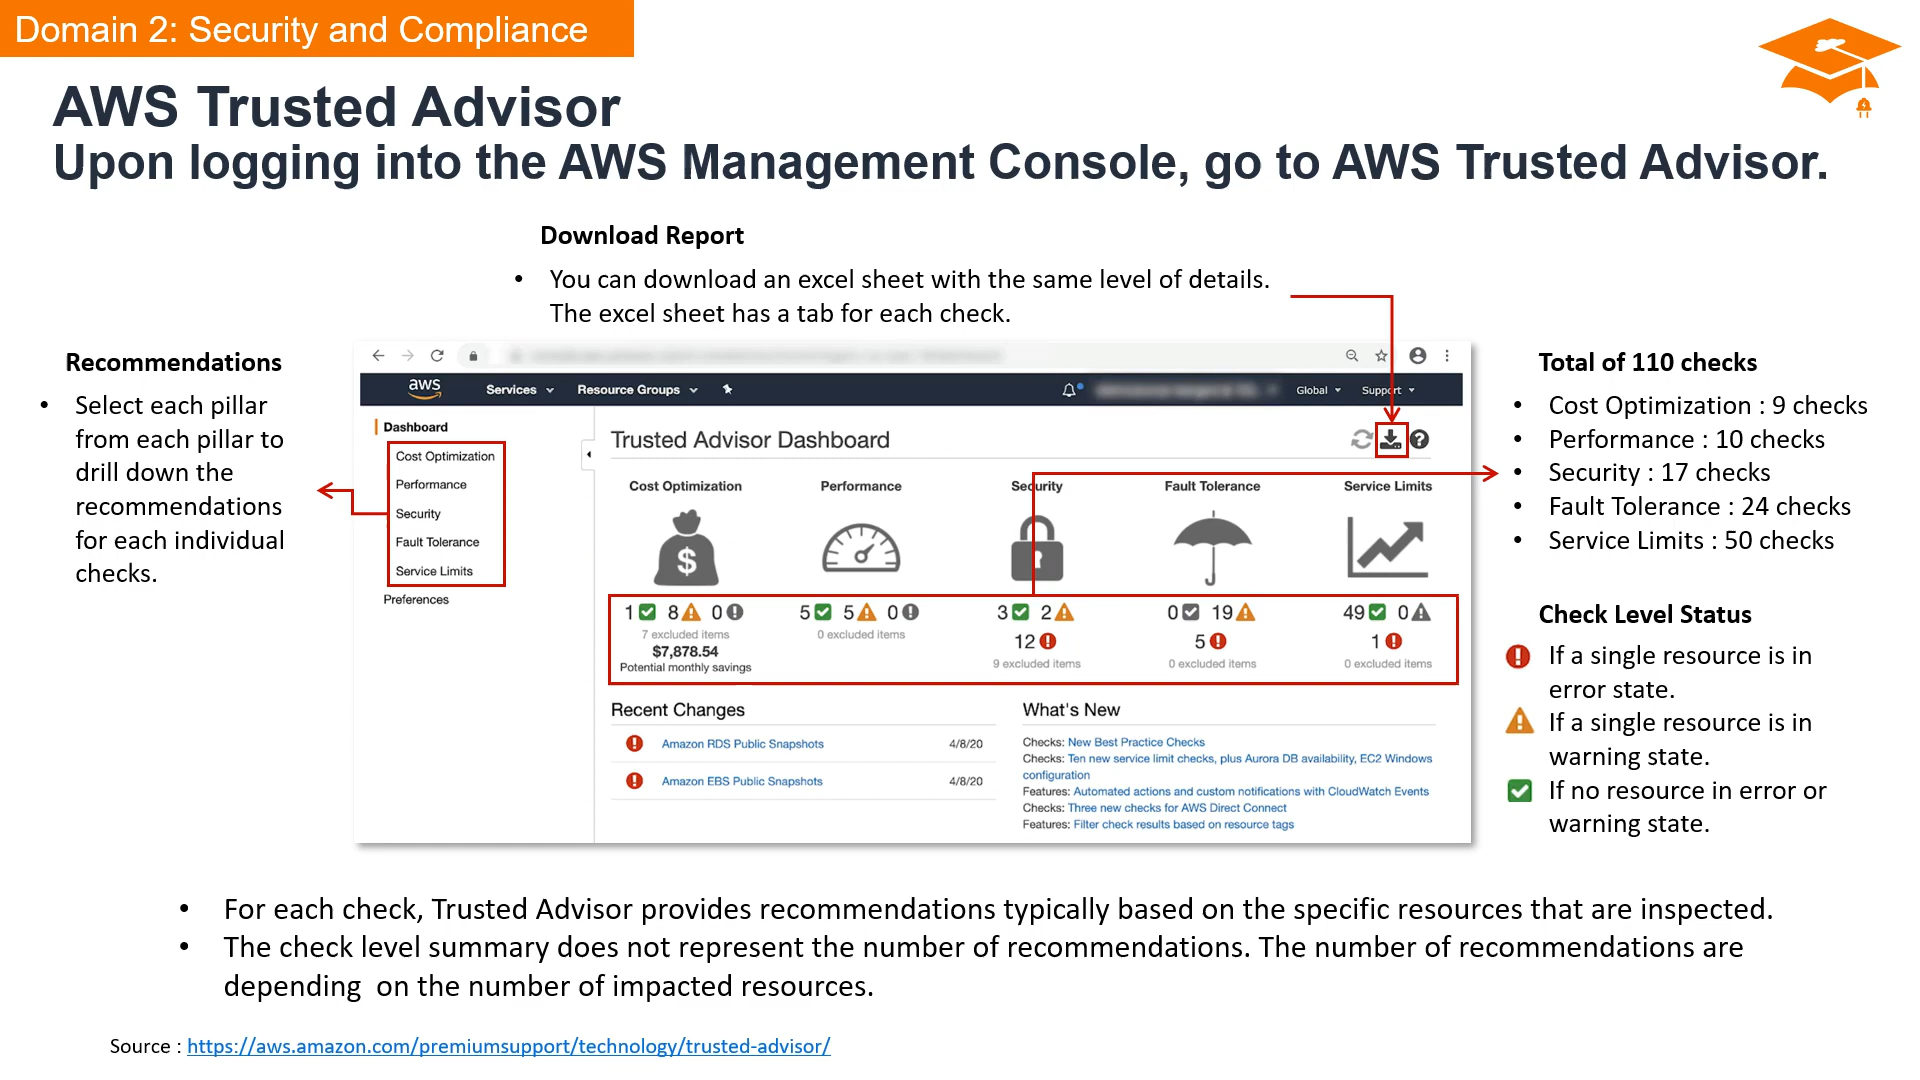 Domain 2: Security and Compliance
AWS Trusted Advisor
Upon logging into the AWS Management Console, go to AWS Trusted Advisor.
Download Report
• You can download an excel sheet with the same level of details.
The excel sheet has a tab for each check.
Recommendations
• Select each pillar
from each pillar to
drill down the
recommendations
for each individual
checks.
aws
Services
Resource Groups
Global
Support
Dashboard
Cost Optimization
Performance
Security
Fault Tolerance
Service Limits
Preferences
Trusted Advisor Dashboard
Cost Optimization
Performance
Security
Fault Tolerance
Service Limits
$
1 8 0
7 excluded items
$7,878.54
Potential monthly savings
5 5 0
0 excluded items
3 2
12
9 excluded items
0 19
5
0 excluded items
49 0
1
0 excluded items
Recent Changes
Amazon RDS Public Snapshots 4/8/20
Amazon EBS Public Snapshots 4/8/20
What's New
Checks: New Best Practice Checks
Checks: Ten new service limit checks, plus Aurora DB availability, EC2 Windows
configuration
Features: Automated actions and custom notifications with CloudWatch Events
Checks: Three new checks for AWS Direct Connect
Features: Filter check results based on resource tags
Total of 110 checks
• Cost Optimization : 9 checks
• Performance : 10 checks
• Security : 17 checks
• Fault Tolerance : 24 checks
• Service Limits : 50 checks
Check Level Status
If a single resource is in
error state.
If a single resource is in
warning state.
If no resource in error or
warning state.
• For each check, Trusted Advisor provides recommendations typically based on the specific resources that are inspected.
• The check level summary does not represent the number of recommendations. The number of recommendations are
depending on the number of impacted resources.
Source : https://aws.amazon.com/premiumsupport/technology/trusted-advisor/